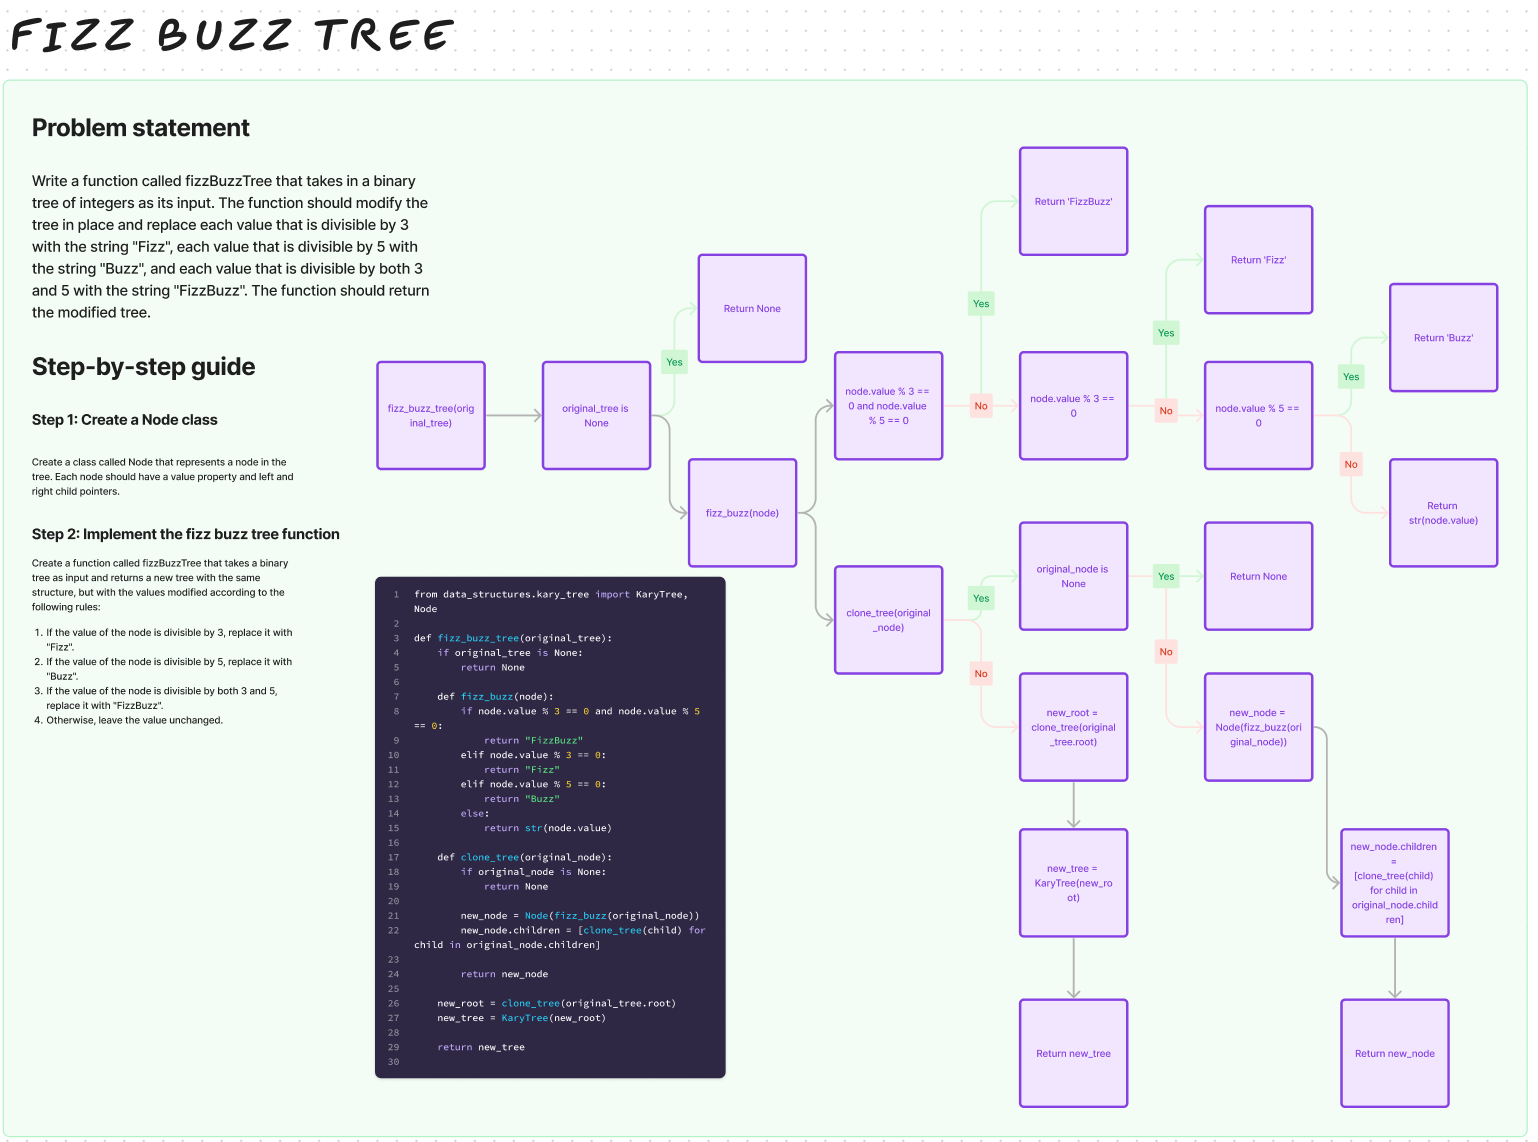 FIZZ BUZZ TREE
Problem statement
Write a function called fizzBuzzTree that takes in a binary
tree of integers as its input. The function should modify the
tree in place and replace each value that is divisible by 3
with the string "Fizz", each value that is divisible by 5 with
the string "Buzz", and each value that is divisible by both 3
and 5 with the string "FizzBuzz". The function should return
the modified tree.
Step-by-step guide
Step 1: Create a Node class
Create a class called Node that represents a node in the
tree. Each node should have a value property and left and
right child pointers.
Step 2: Implement the fizz buzz tree function
Create a function called fizzBuzzTree that takes a binary
tree as input and returns a new tree with the same
structure, but with the values modified according to the
following rules:
1. If the value of the node is divisible by 3, replace it with
"Fizz".
2. If the value of the node is divisible by 5, replace it with
"Buzz".
3. If the value of the node is divisible by both 3 and 5,
replace it with "FizzBuzz".
4. Otherwise, leave the value unchanged.
1 from data_structures.kary_tree import KaryTree,
Node
2
3 def fizz_buzz_tree(original_tree):
4 if original_tree is None:
5 return None
6
7 def fizz_buzz(node):
8 if node.value % 3 == 0 and node.value % 5
== 0:
9 return "FizzBuzz"
10 elif node.value % 3 == 0:
11 return "Fizz"
12 elif node.value % 5 == 0:
13 return "Buzz"
14 else:
15 return str(node.value)
16
17 def clone_tree(original_node):
18 if original_node is None:
19 return None
20
21 new_node = Node(fizz_buzz(original_node))
22 new_node.children = [clone_tree(child) for
child in original_node.children]
23
24 return new_node
25
26 new_root = clone_tree(original_tree.root)
27 new_tree = KaryTree(new_root)
28
29 return new_tree
30
fizz_buzz_tree(orig
inal_tree)
original_tree is
None
Yes
Return None
fizz_buzz(node)
node.value % 3 ==
0 and node.value
% 5 == 0
Yes
Return 'FizzBuzz'
No
node.value % 3 ==
0
Yes
Return 'Fizz'
No
node.value % 5 ==
0
Yes
Return 'Buzz'
No
Return
str(node.value)
clone_tree(original
_node)
Yes
original_node is
None
Yes
Return None
No
new_root =
clone_tree(original
_tree.root)
No
new_node =
Node(fizz_buzz(ori
ginal_node))
new_tree =
KaryTree(new_ro
ot)
new_node.children
=
[clone_tree(child)
for child in
original_node.child
ren]
Return new_tree
Return new_node